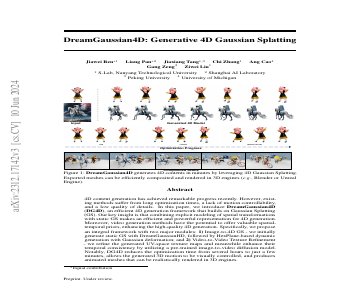 DreamGaussian4D: Generative 4D Gaussian Splatting
Jiawei Ren Liang Pan Jiaxiang Tang Chi Zhang Ang Cao
Gang Zeng Ziwei Liu
S-Lab, Nanyang Technological University Shanghai AI Laboratory
Peking University University of Michigan
arXiv:2312.17142v3 [cs.CV] 10 Jun 2024
Input
Generated 4D Model
Optimization Progress
Figure 1: DreamGaussian4D generates 4D contents in minutes by leveraging 4D Gaussian Splatting.
Exported meshes can be efficiently composited and rendered in 3D engines (e.g. Blender or Unreal
Engine).
Abstract
4D content generation has achieved remarkable progress recently. However, exist-
ing methods suffer from long optimization times, a lack of motion controllability,
and a low quality of details. In this paper, we introduce DreamGaussian4D
(DG4D), an efficient 4D generation framework that builds on Gaussian Splatting
(GS). Our key insight is that combining explicit modeling of spatial transformations
with static GS makes an efficient and powerful representation for 4D generation.
Moreover, video generation methods have the potential to offer valuable spatial-
temporal priors, enhancing the high-quality 4D generation. Specifically, we propose
an integral framework with two major modules: 1) Image-to-4D GS - we initially
generate static GS with DreamGaussianHD, followed by HexPlane-based dynamic
generation with Gaussian deformation; and 2) Video-to-Video Texture Refinement
- we refine the generated UV-space texture maps and meanwhile enhance their
temporal consistency by utilizing a pre-trained image-to-video diffusion model.
Notably, DG4D reduces the optimization time from several hours to just a few
minutes, allows the generated 3D motion to be visually controlled, and produces
animated meshes that can be realistically rendered in 3D engines.
Equal contribution
Preprint. Under review.